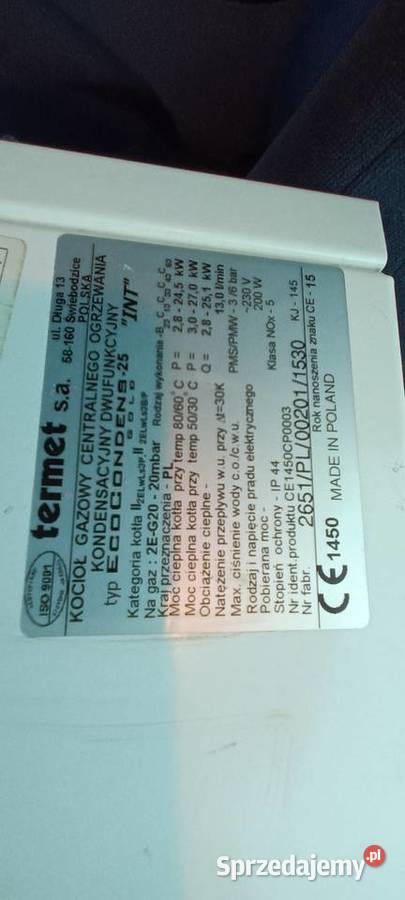 ISO 9001
termet s.a.
ul. Długa 13
58-160 Świebodzice
POLSKA
KOCIOŁ GAZOWY CENTRALNEGO OGRZEWANIA
KONDENSACYJNY DWUFUNKCYJNY
typ ECOCONDENS-25 "INT"
GOLD
Kategoria kotła II2ELwLs3P, II2ELwLs3B/P
Na gaz : 2E-G20 - 20mbar Rodzaj wykonania -B
Kraj przeznaczenia - PL
Moc cieplna kotła przy temp 80/60°C P = 2,8 - 24,5 kW
Moc cieplna kotła przy temp 50/30°C P = 3,0 - 27,0 kW
Obciążenie cieplne - Q = 2,8 - 25,1 kW
Natężenie przepływu w.u. przy Δt=30K 13,0 l/min
Max. ciśnienie wody c.o./c.w.u. PMS/PMW - 3 /6 bar
Rodzaj i napięcie prądu elektrycznego ~230 V
Pobierana moc - 200 W
Stopień ochrony - IP 44 Klasa NOx - 5
Nr ident.produktu CE1450CP0003
Nr fabr. 2651/PL/00201/1530 KJ - 145
Rok nanoszenia znaku CE - 15
CE 1450 MADE IN POLAND
Sprzedajemy.pl